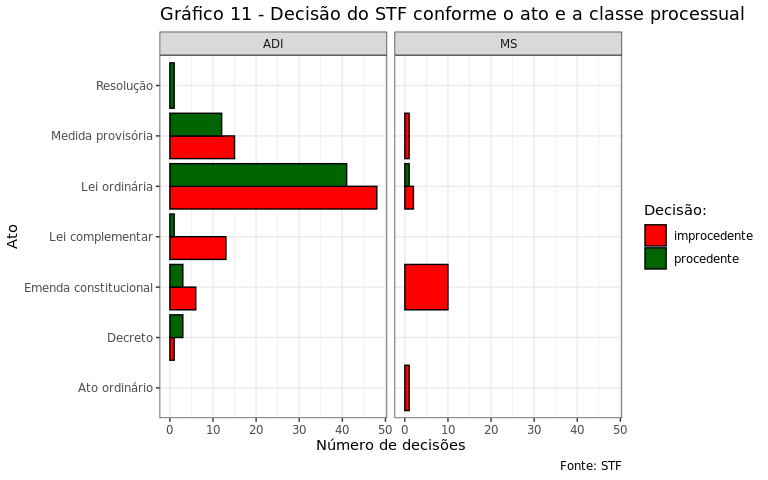 Gráfico 11 - Decisão do STF conforme o ato e a classe processual
ADI
MS
Ato
Resolução
Medida provisória
Lei ordinária
Lei complementar
Emenda constitucional
Decreto
Ato ordinário
0 10 20 30 40 50
0 10 20 30 40 50
Número de decisões
Decisão:
improcedente
procedente
Fonte: STF